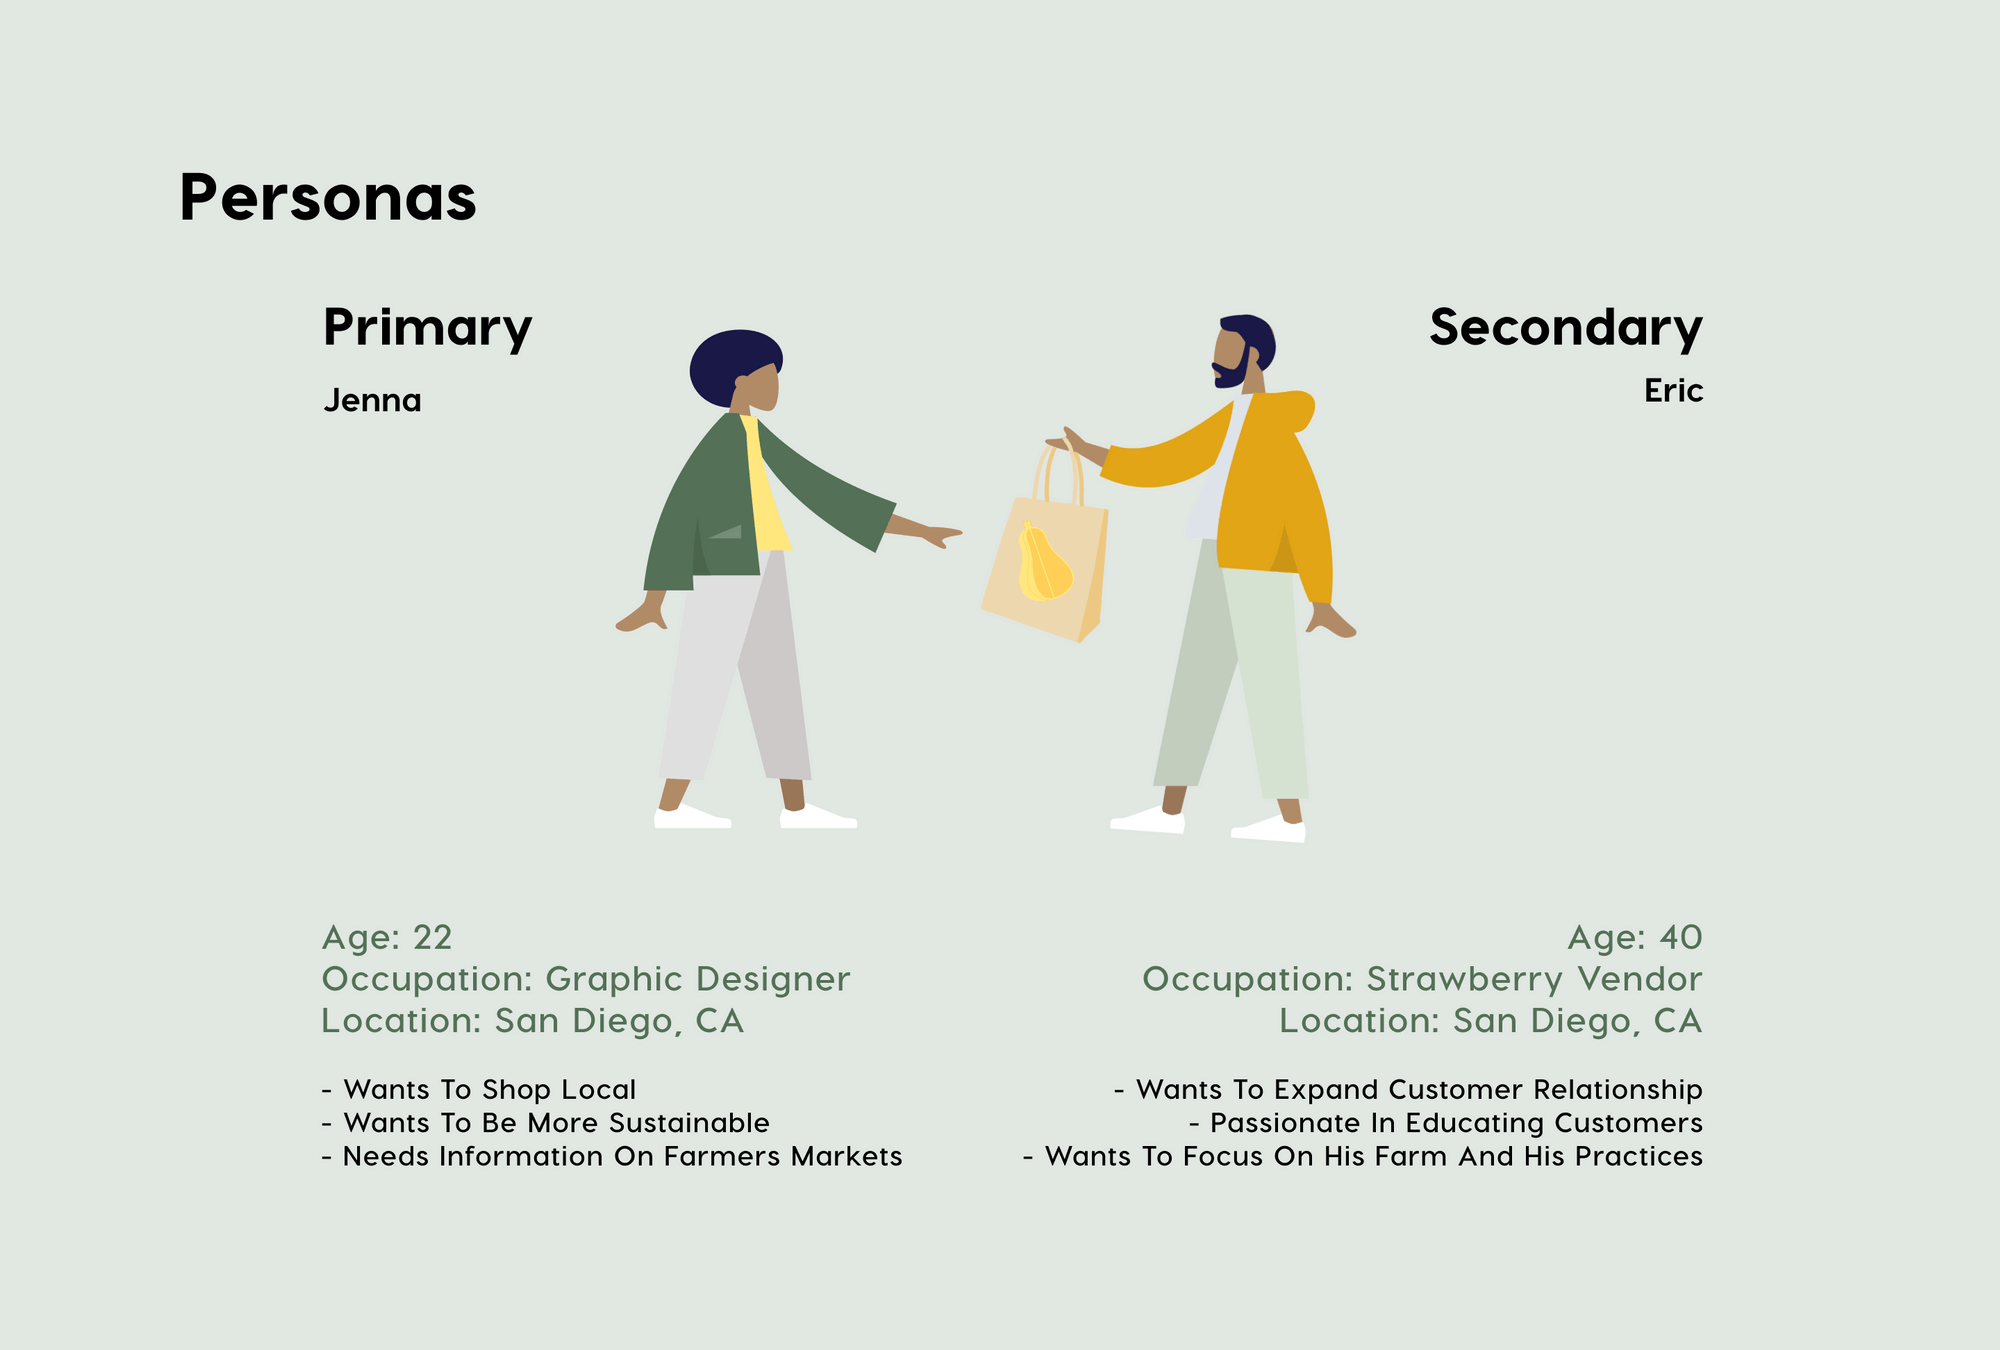 Personas
Primary
Jenna
Secondary
Eric
Age: 22
Occupation: Graphic Designer
Location: San Diego, CA
- Wants To Shop Local
- Wants To Be More Sustainable
- Needs Information On Farmers Markets
Age: 40
Occupation: Strawberry Vendor
Location: San Diego, CA
- Wants To Expand Customer Relationship
- Passionate In Educating Customers
- Wants To Focus On His Farm And His Practices